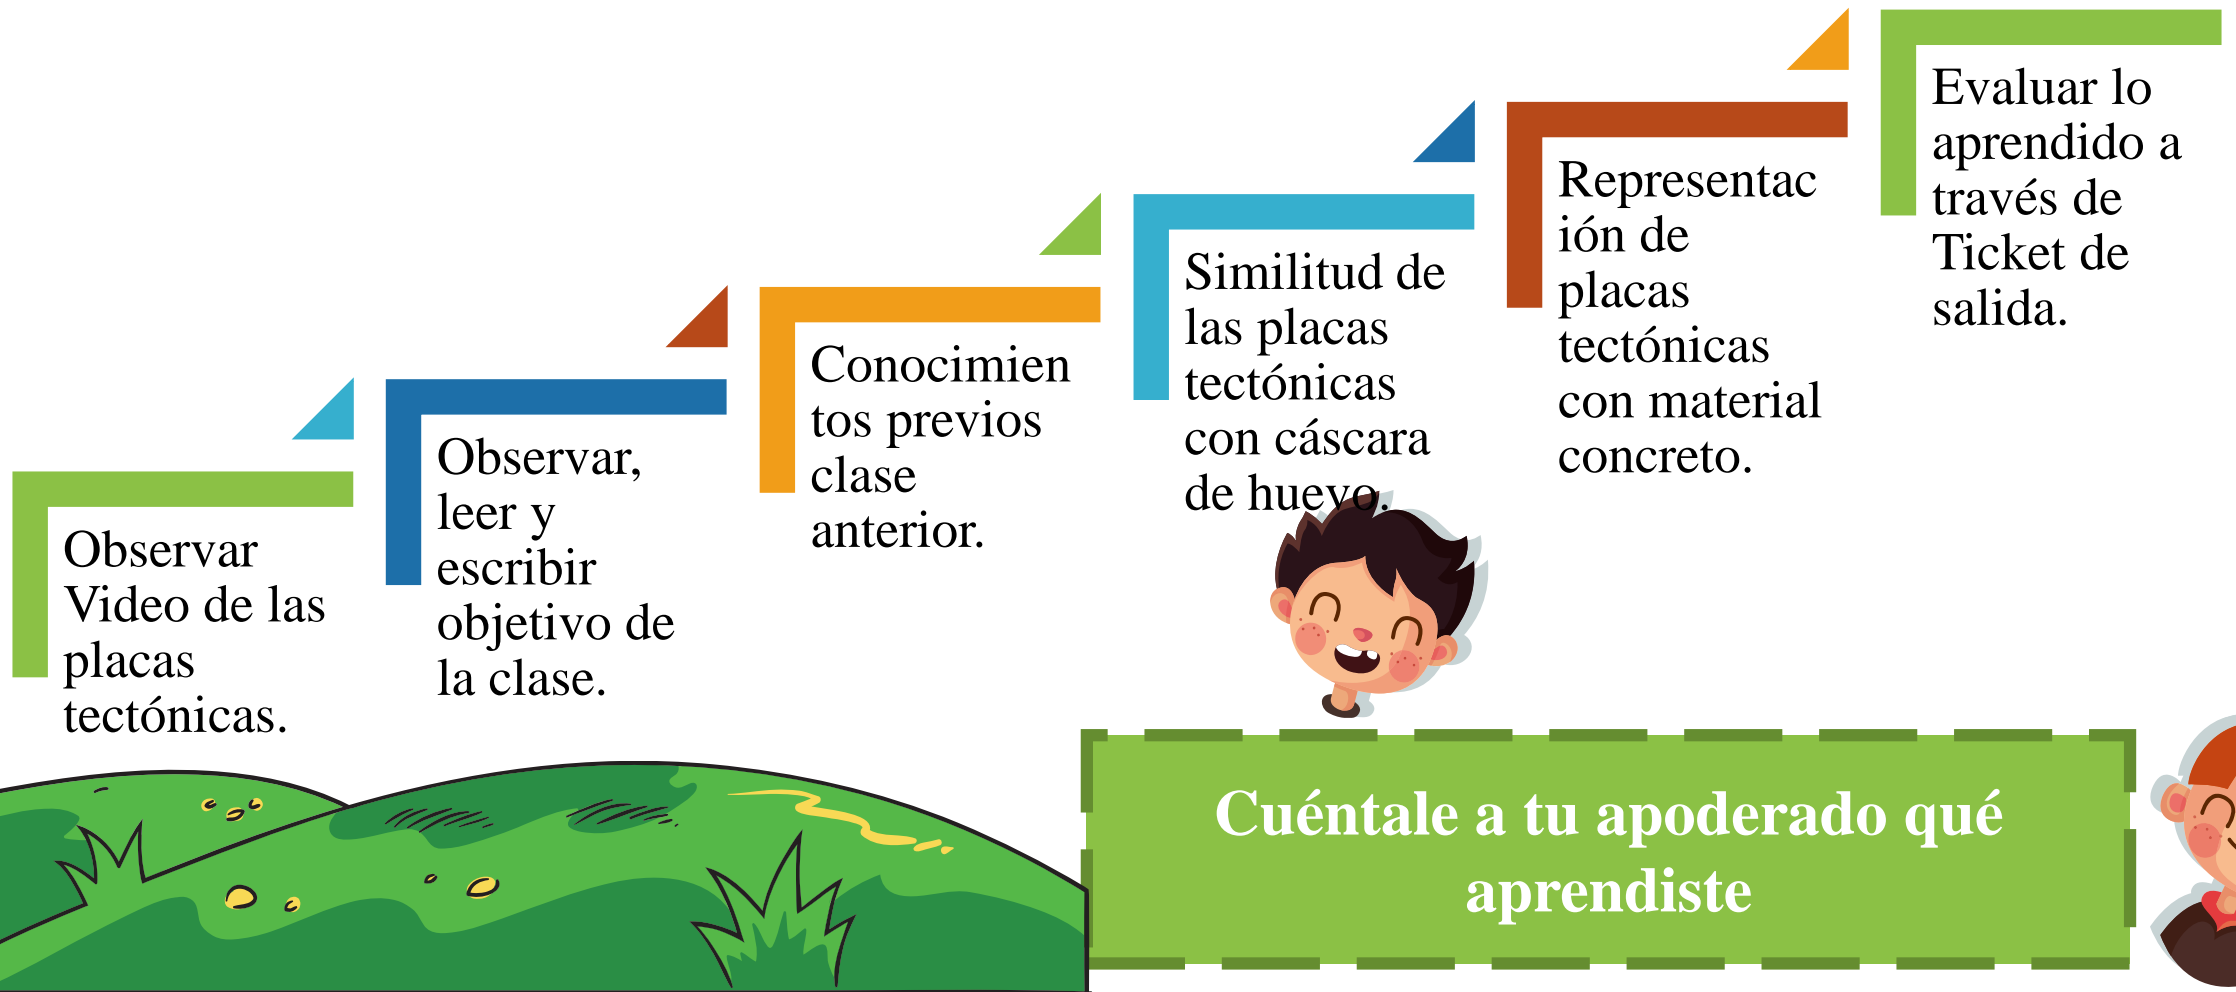 Observar
Video de las
placas
tectónicas.
Observar,
leer y
escribir
objetivo de
la clase.
Conocimien
tos previos
clase
anterior.
Similitud de
las placas
tectónicas
con cáscara
de huevo.
Representac
ión de
placas
tectónicas
con material
concreto.
Evaluar lo
aprendido a
través de
Ticket de
salida.
Cuéntale a tu apoderado qué
aprendiste